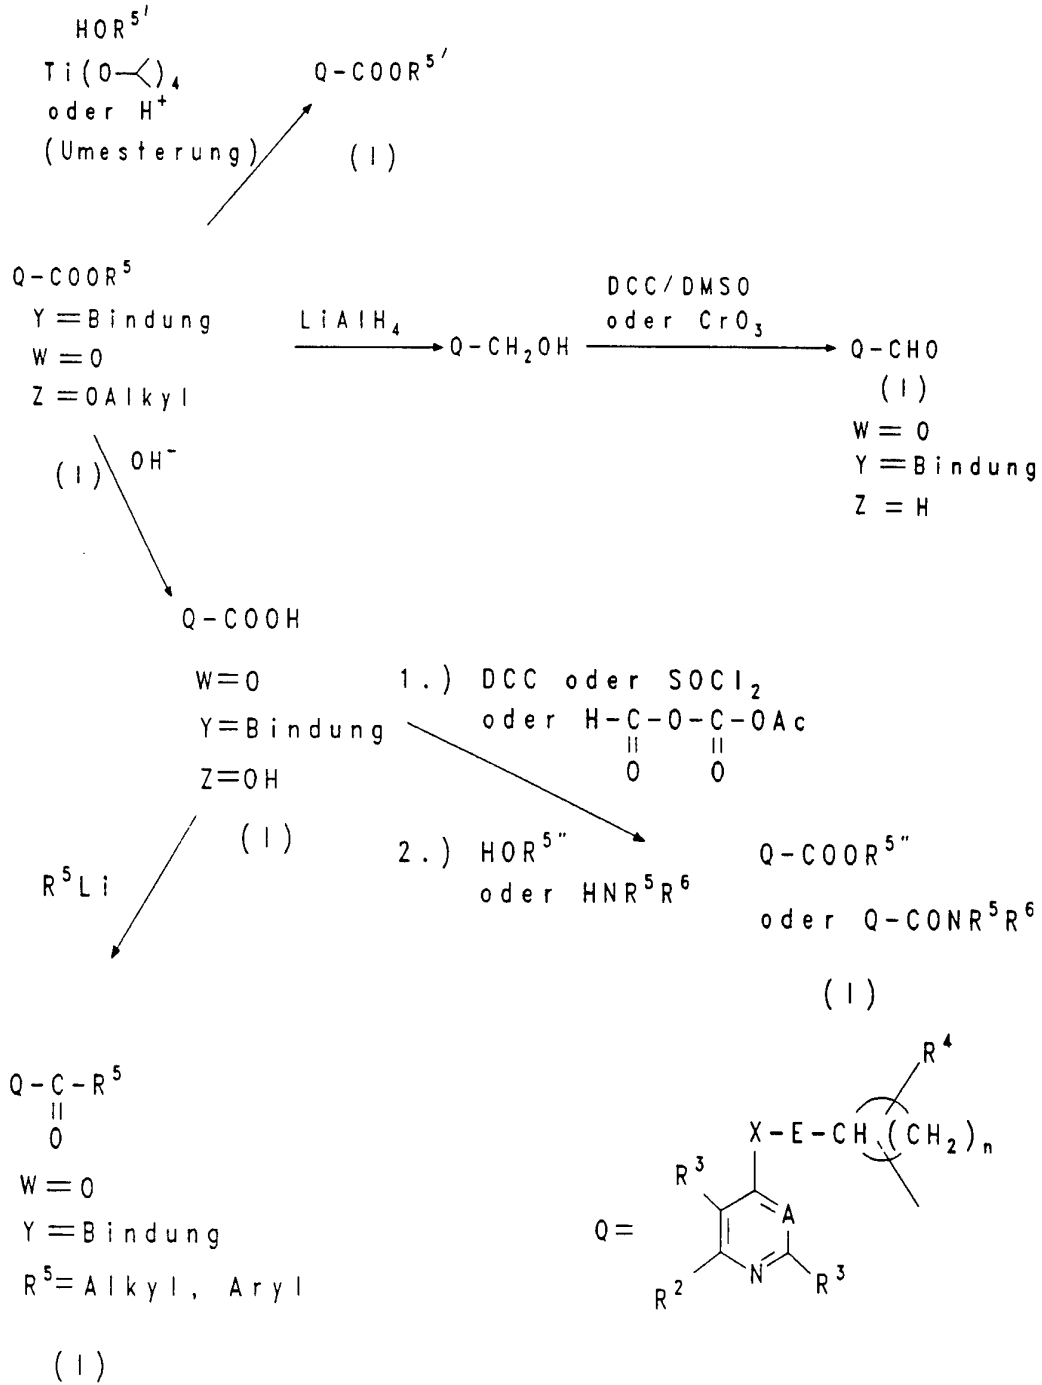 HOR⁵'
Ti(O-<)₄
oder H⁺
(Umesterung)
Q-COOR⁵'
(I)
Q-COOR⁵
Y=Bindung
W=O
Z=OAlkyl
(I)
LiAlH₄
Q-CH₂OH
DCC/DMSO
oder CrO₃
Q-CHO
(I)
W=O
Y=Bindung
Z=H
OH⁻
Q-COOH
W=O
Y=Bindung
Z=OH
(I)
1.) DCC oder SOCl₂
oder H-C-O-C-OAc
O O
2.) HOR⁵"
oder HNR⁵R⁶
Q-COOR⁵"
oder Q-CONR⁵R⁶
(I)
R⁵Li
Q-C-R⁵
O
W=O
Y=Bindung
R⁵=Alkyl, Aryl
(I)
R⁴
X-E-CH(CH₂)ₙ
R³
A
Q=
N
R³
R²